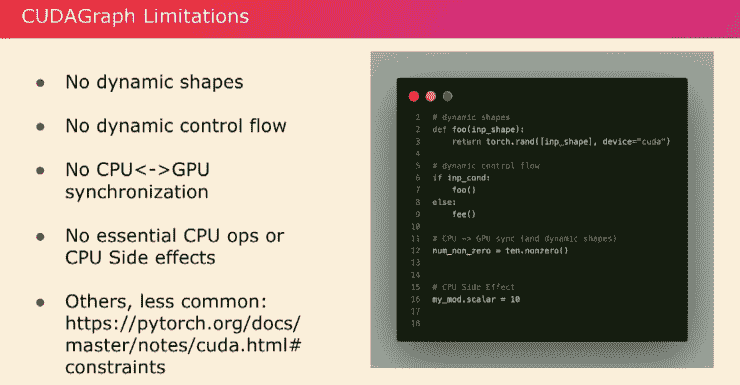 CUDAGraph Limitations
● No dynamic shapes
● No dynamic control flow
● No CPU<->GPU
synchronization
● No essential CPU ops or
CPU Side effects
● Others, less common:
https://pytorch.org/docs/
master/notes/cuda.html#
constraints
1 # dynamic shapes
2 def foo(inp_shape):
3 return torch.rand([inp_shape], device="cuda")
4
5 # dynamic control flow
6 if inp_cond:
7 foo()
8 else:
9 fee()
10
11 # CPU -> GPU sync (and dynamic shapes)
12 num_non_zero = ten.nonzero()
13
14
15 # CPU Side Effect
16 my_mod.scalar = 10
17
18